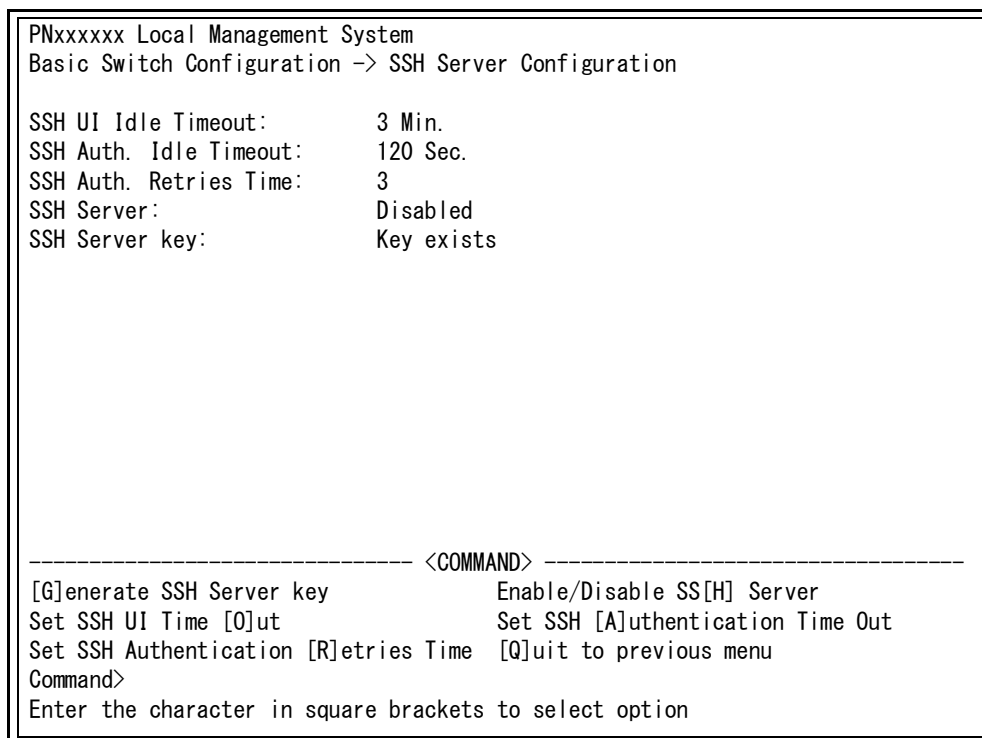 PNxxxxxx Local Management System
Basic Switch Configuration -> SSH Server Configuration
SSH UI Idle Timeout: 3 Min.
SSH Auth. Idle Timeout: 120 Sec.
SSH Auth. Retries Time: 3
SSH Server: Disabled
SSH Server key: Key exists
-------------------------------- <COMMAND> -----------------------------------
[G]enerate SSH Server key Enable/Disable SS[H] Server
Set SSH UI Time [O]ut Set SSH [A]uthentication Time Out
Set SSH Authentication [R]etries Time [Q]uit to previous menu
Command>
Enter the character in square brackets to select option